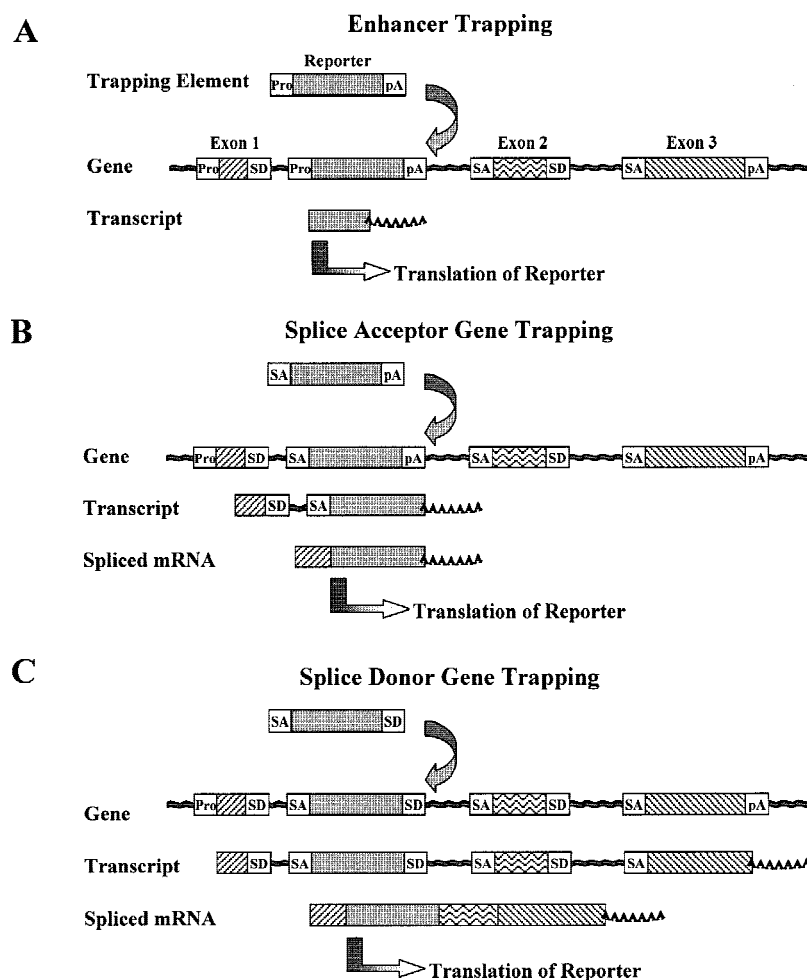 A
Enhancer Trapping
Reporter
Trapping Element
Pro pA
Exon 1 Exon 2 Exon 3
Gene
Pro SD Pro pA SA SD SA pA
Transcript
Translation of Reporter
B
Splice Acceptor Gene Trapping
SA pA
Gene
Pro SD SA pA SA SD SA pA
Transcript
SD SA
Spliced mRNA
Translation of Reporter
C
Splice Donor Gene Trapping
SA SD
Gene
Pro SD SA SD SA SD SA pA
Transcript
SD SA SD SA SD SA
Spliced mRNA
Translation of Reporter